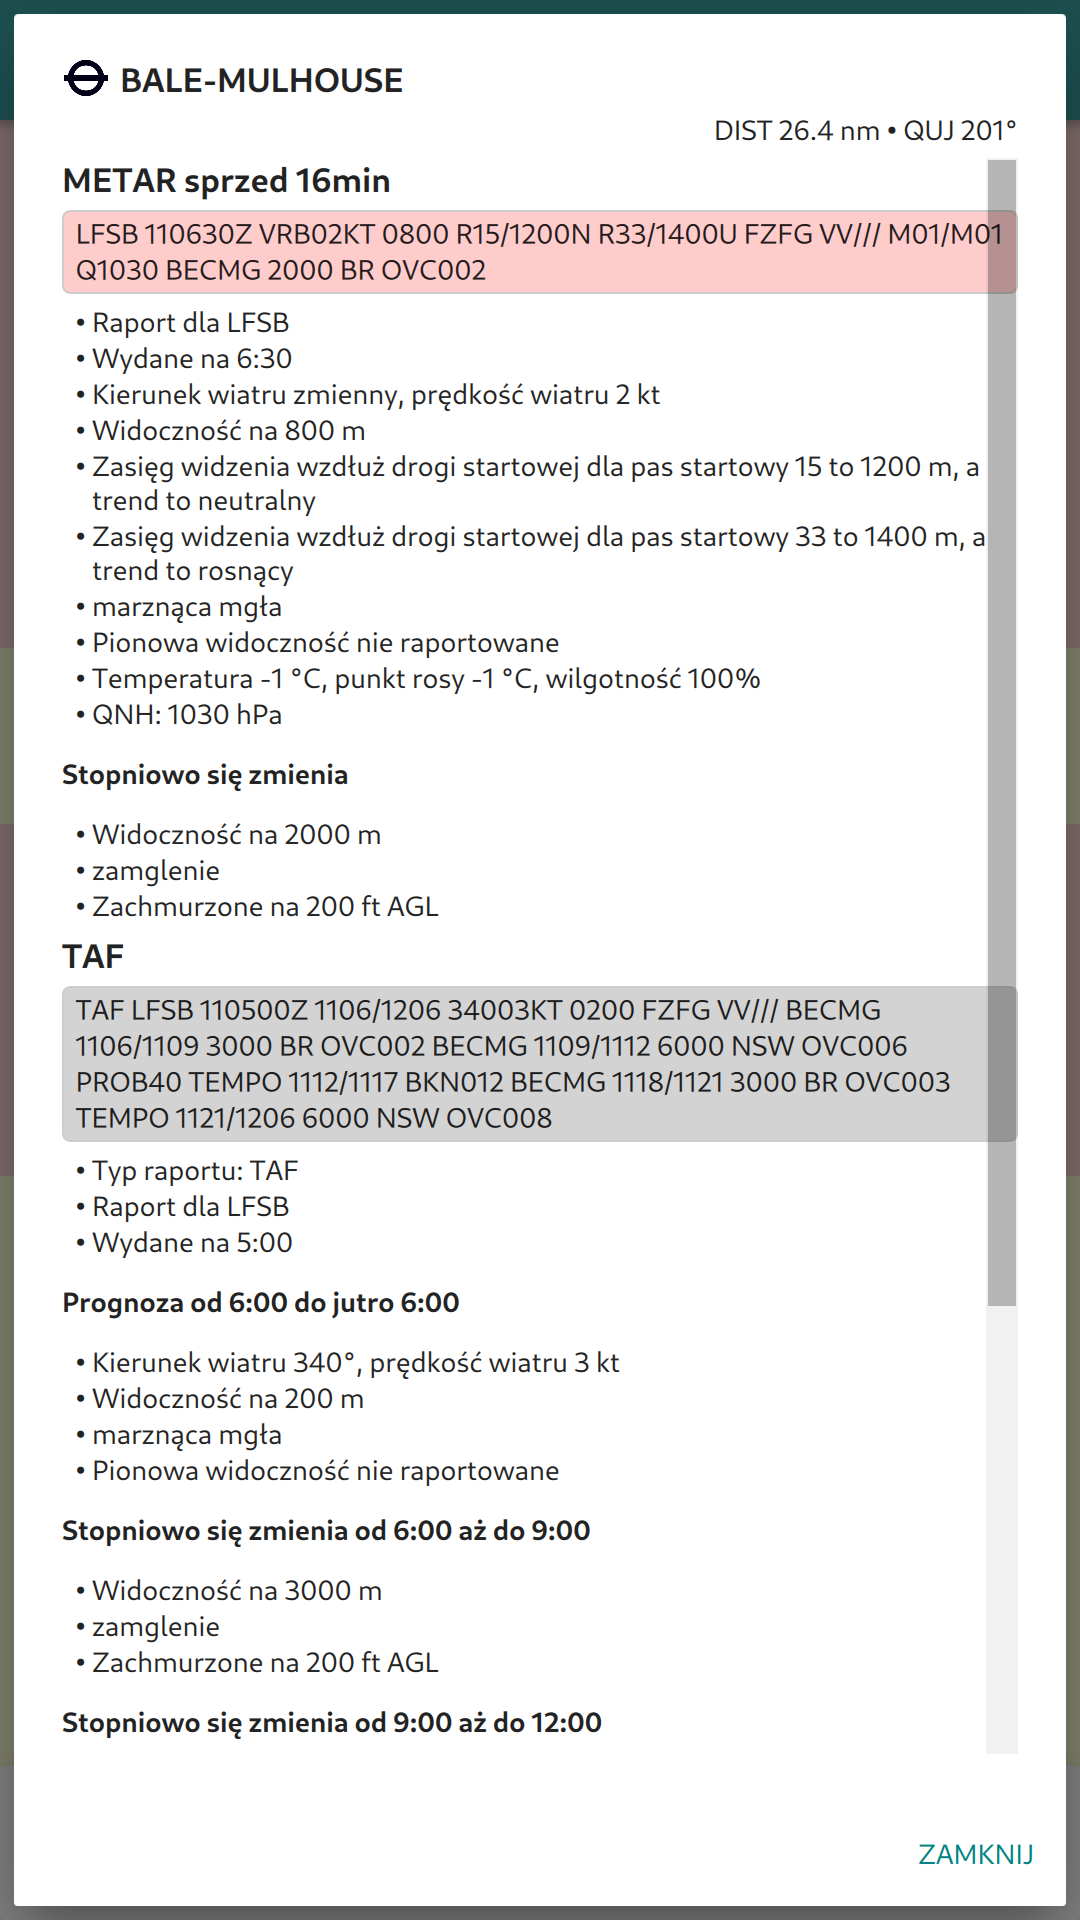 BALE-MULHOUSE
DIST 26.4 nm • QUJ 201°
METAR sprzed 16min
LFSB 110630Z VRB02KT 0800 R15/1200N R33/1400U FZFG VV/// M01/M01
Q1030 BECMG 2000 BR OVC002
• Raport dla LFSB
• Wydane na 6:30
• Kierunek wiatru zmienny, prędkość wiatru 2 kt
• Widoczność na 800 m
• Zasięg widzenia wzdłuż drogi startowej dla pas startowy 15 to 1200 m, a
trend to neutralny
• Zasięg widzenia wzdłuż drogi startowej dla pas startowy 33 to 1400 m, a
trend to rosnący
• marznąca mgła
• Pionowa widoczność nie raportowane
• Temperatura -1 °C, punkt rosy -1 °C, wilgotność 100%
• QNH: 1030 hPa
Stopniowo się zmienia
• Widoczność na 2000 m
• zamglenie
• Zachmurzone na 200 ft AGL
TAF
TAF LFSB 110500Z 1106/1206 34003KT 0200 FZFG VV/// BECMG
1106/1109 3000 BR OVC002 BECMG 1109/1112 6000 NSW OVC006
PROB40 TEMPO 1112/1117 BKN012 BECMG 1118/1121 3000 BR OVC003
TEMPO 1121/1206 6000 NSW OVC008
• Typ raportu: TAF
• Raport dla LFSB
• Wydane na 5:00
Prognoza od 6:00 do jutro 6:00
• Kierunek wiatru 340°, prędkość wiatru 3 kt
• Widoczność na 200 m
• marznąca mgła
• Pionowa widoczność nie raportowane
Stopniowo się zmienia od 6:00 aż do 9:00
• Widoczność na 3000 m
• zamglenie
• Zachmurzone na 200 ft AGL
Stopniowo się zmienia od 9:00 aż do 12:00
ZAMKNIJ